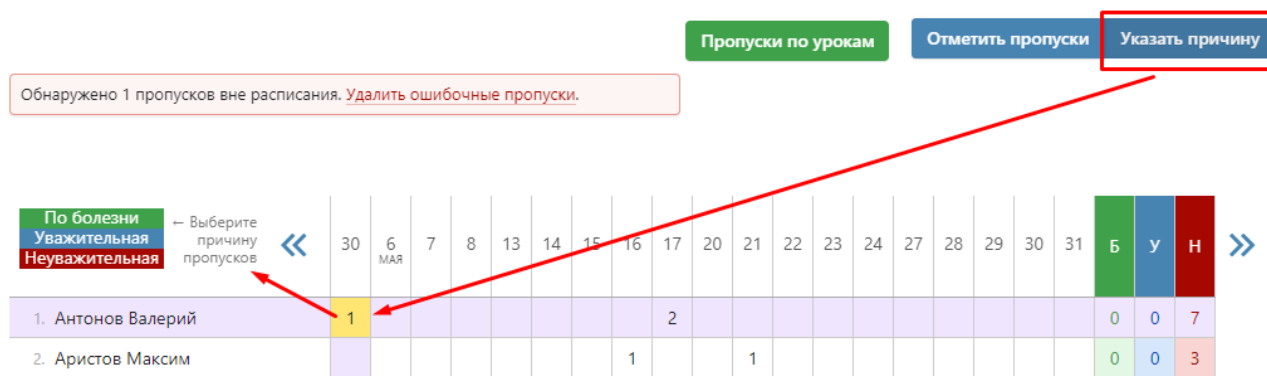 Пропуски по урокам
Отметить пропуски
Указать причину
Обнаружено 1 пропусков вне расписания. Удалить ошибочные пропуски.
По болезни
Уважительная
Неуважительная
← Выберите
причину
пропусков
30 6 7 8 13 14 15 16 17 20 21 22 23 24 27 28 29 30 31 Б У Н
МАЯ
1. Антонов Валерий 1 2 0 0 7
2. Аристов Максим 1 1 0 0 3